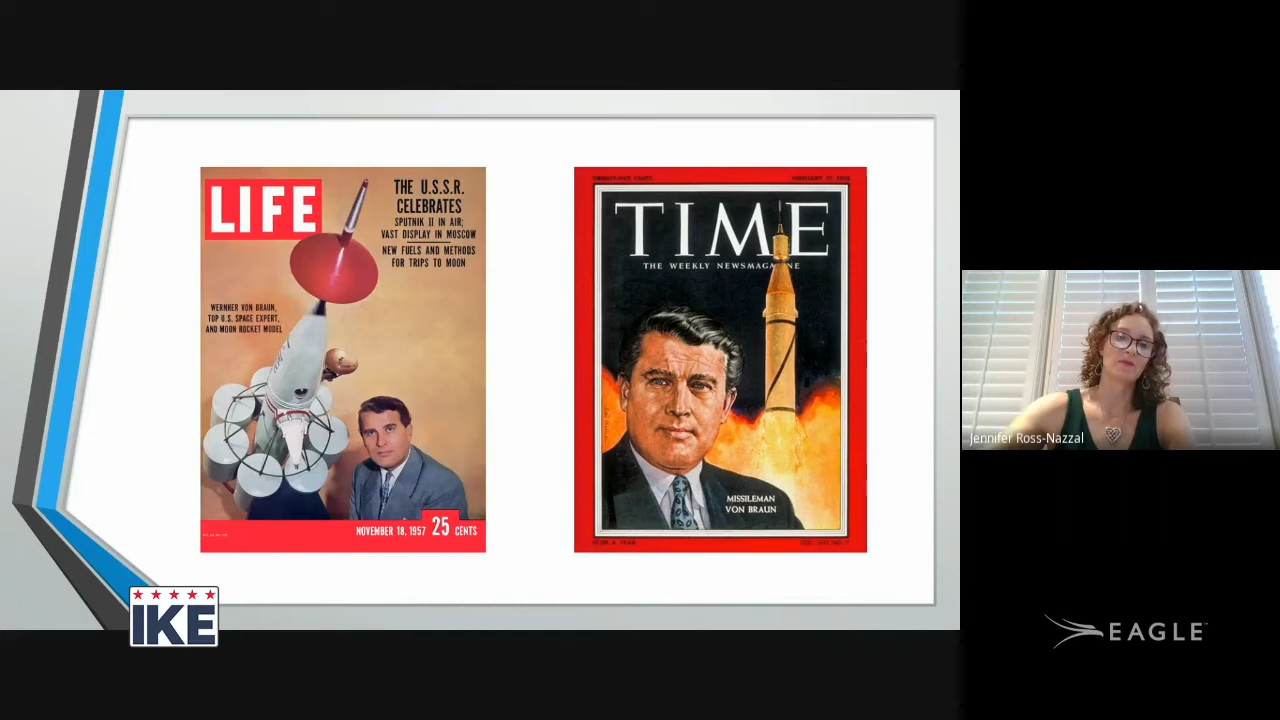 LIFE
THE U.S.S.R.
CELEBRATES
SPUTNIK II IN AIR;
VAST DISPLAY IN MOSCOW
NEW FUELS AND METHODS
FOR TRIPS TO MOON
WERNHER VON BRAUN,
TOP U.S. SPACE EXPERT,
AND MOON ROCKET MODEL
NOVEMBER 18, 1957 25 CENTS
TIME
THE WEEKLY NEWSMAGAZINE
MISSILEMAN
VON BRAUN
IKE
Jennifer Ross-Nazzal
EAGLE